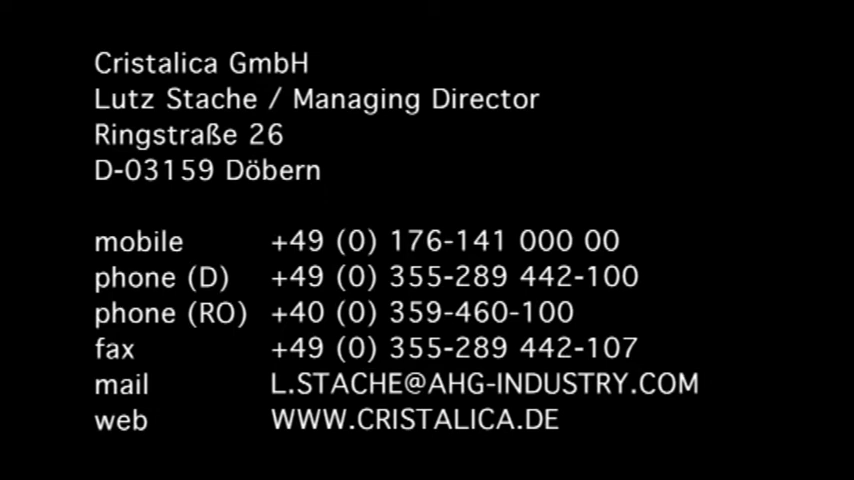 Cristalica GmbH
Lutz Stache / Managing Director
Ringstraße 26
D-03159 Döbern
mobile +49 (0) 176-141 000 00
phone (D) +49 (0) 355-289 442-100
phone (RO) +40 (0) 359-460-100
fax +49 (0) 355-289 442-107
mail L.STACHE@AHG-INDUSTRY.COM
web WWW.CRISTALICA.DE